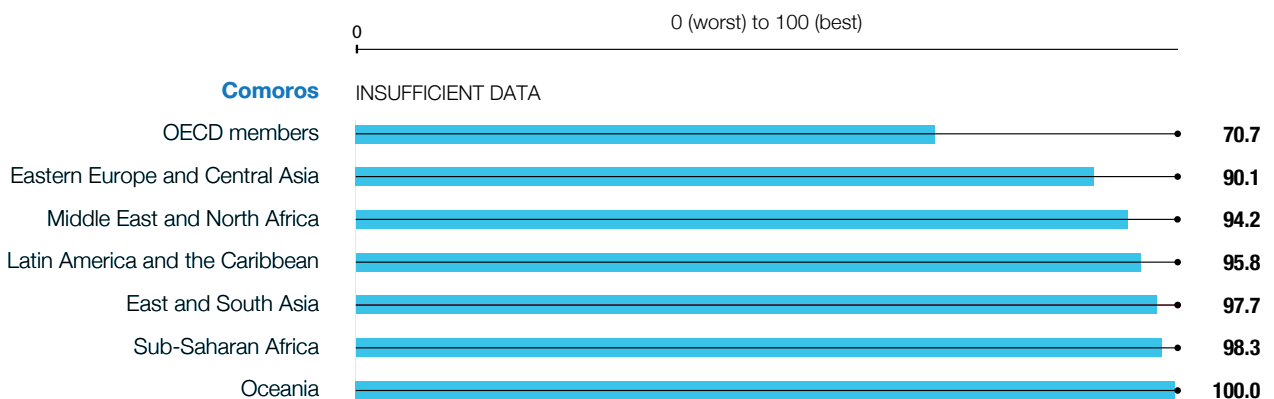 0 (worst) to 100 (best)
0
Comoros INSUFFICIENT DATA
OECD members 70.7
Eastern Europe and Central Asia 90.1
Middle East and North Africa 94.2
Latin America and the Caribbean 95.8
East and South Asia 97.7
Sub-Saharan Africa 98.3
Oceania 100.0